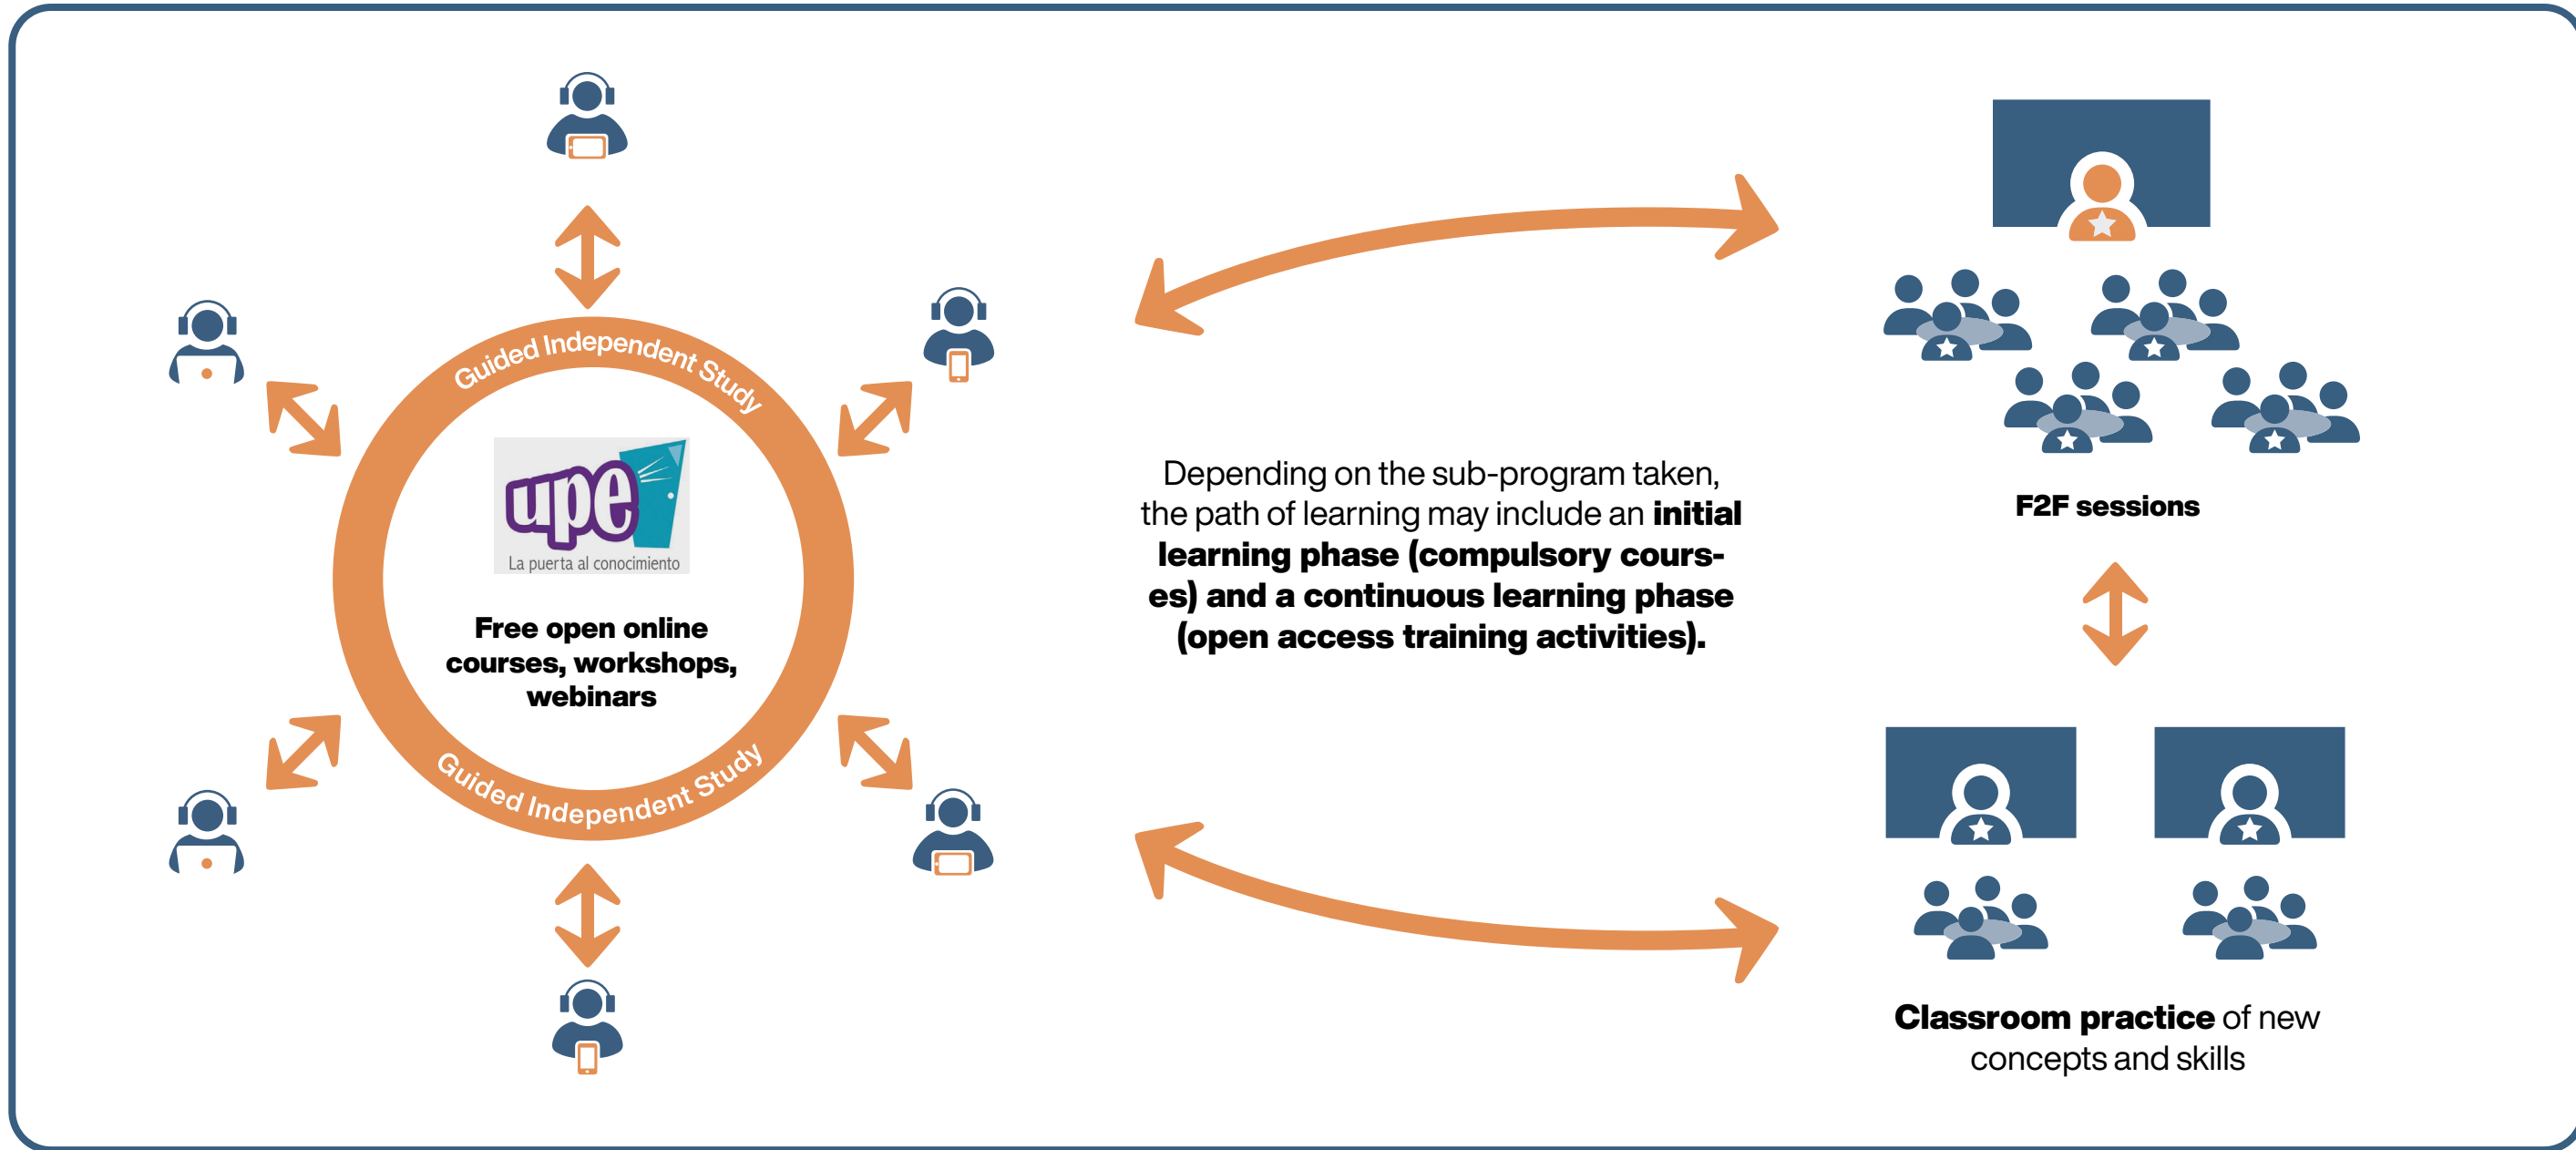 Guided Independent Study
upe
La puerta al conocimiento
Free open online
courses, workshops,
webinars
Guided Independent Study
Depending on the sub-program taken,
the path of learning may include an initial
learning phase (compulsory cours-
es) and a continuous learning phase
(open access training activities).
F2F sessions
Classroom practice of new
concepts and skills